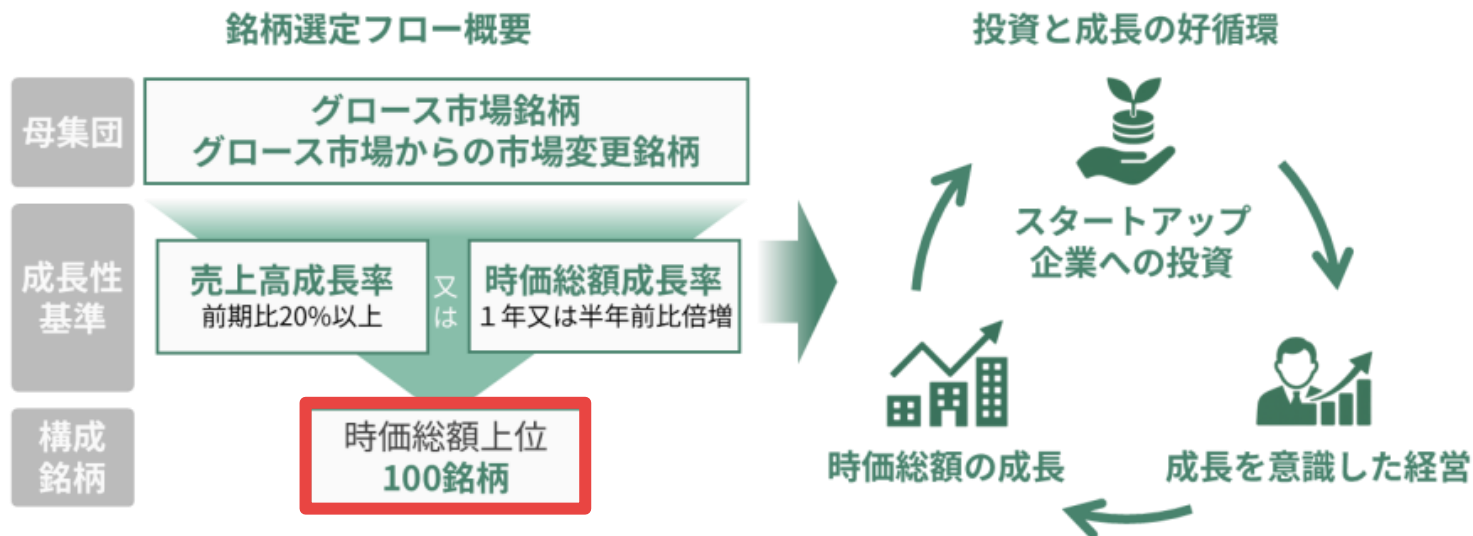 銘柄選定フロー概要
母集団
グロース市場銘柄
グロース市場からの市場変更銘柄
成長性
基準
売上高成長率
前期比20%以上
又
は
時価総額成長率
1年又は半年前比倍増
構成
銘柄
時価総額上位
100銘柄
投資と成長の好循環
スタートアップ
企業への投資
成長を意識した経営
時価総額の成長